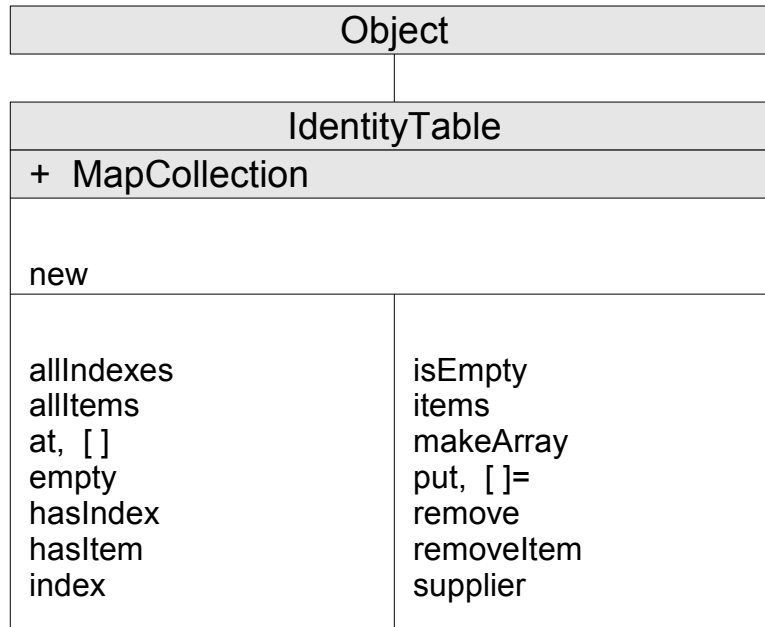 Object
IdentityTable
+ MapCollection
new
allIndexes
allItems
at, [ ]
empty
hasIndex
hasItem
index
isEmpty
items
makeArray
put, [ ]=
remove
removeItem
supplier